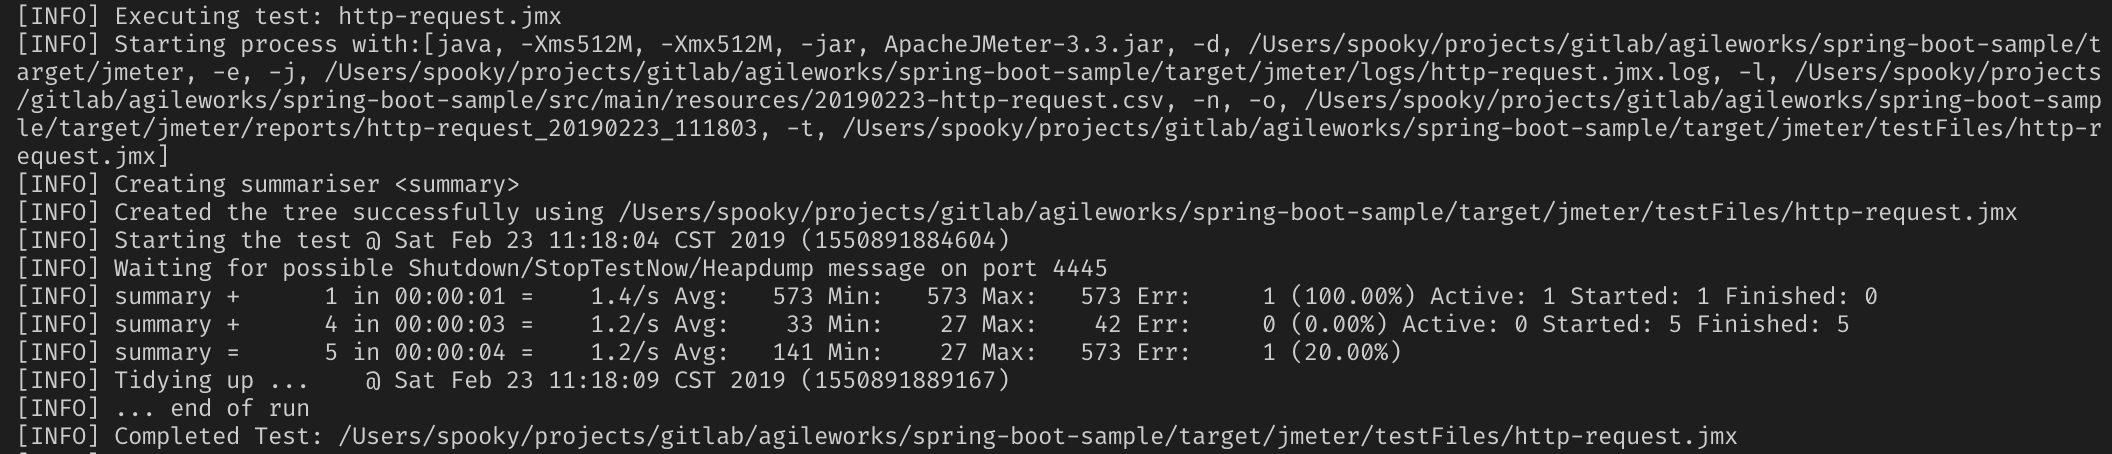 [INFO] Executing test: http-request.jmx
[INFO] Starting process with:[java, -Xms512M, -Xmx512M, -jar, ApacheJMeter-3.3.jar, -d, /Users/spooky/projects/gitlab/agileworks/spring-boot-sample/t
arget/jmeter, -e, -j, /Users/spooky/projects/gitlab/agileworks/spring-boot-sample/target/jmeter/logs/http-request.jmx.log, -l, /Users/spooky/projects
/gitlab/agileworks/spring-boot-sample/src/main/resources/20190223-http-request.csv, -n, -o, /Users/spooky/projects/gitlab/agileworks/spring-boot-samp
le/target/jmeter/reports/http-request_20190223_111803, -t, /Users/spooky/projects/gitlab/agileworks/spring-boot-sample/target/jmeter/testFiles/http-r
equest.jmx]
[INFO] Creating summariser <summary>
[INFO] Created the tree successfully using /Users/spooky/projects/gitlab/agileworks/spring-boot-sample/target/jmeter/testFiles/http-request.jmx
[INFO] Starting the test @ Sat Feb 23 11:18:04 CST 2019 (1550891884604)
[INFO] Waiting for possible Shutdown/StopTestNow/Heapdump message on port 4445
[INFO] summary +      1 in 00:00:01 =    1.4/s Avg:   573 Min:   573 Max:   573 Err:     1 (100.00%) Active: 1 Started: 1 Finished: 0
[INFO] summary +      4 in 00:00:03 =    1.2/s Avg:    33 Min:    27 Max:    42 Err:     0 (0.00%) Active: 0 Started: 5 Finished: 5
[INFO] summary =      5 in 00:00:04 =    1.2/s Avg:   141 Min:    27 Max:   573 Err:     1 (20.00%)
[INFO] Tidying up ...    @ Sat Feb 23 11:18:09 CST 2019 (1550891889167)
[INFO] ... end of run
[INFO] Completed Test: /Users/spooky/projects/gitlab/agileworks/spring-boot-sample/target/jmeter/testFiles/http-request.jmx